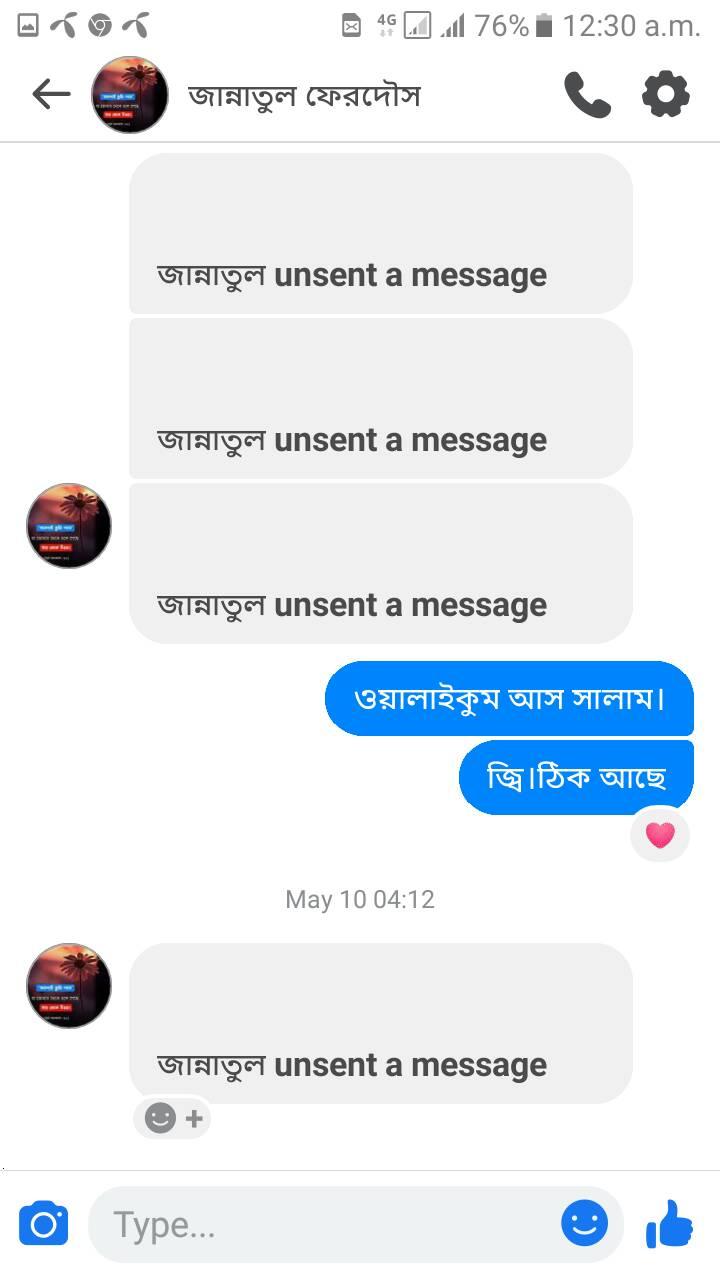 4G 76% 12:30 a.m.
জান্নাতুল ফেরদৌস
জান্নাতুল unsent a message
জান্নাতুল unsent a message
জান্নাতুল unsent a message
ওয়ালাইকুম আস সালাম।
জ্বি।ঠিক আছে
May 10 04:12
জান্নাতুল unsent a message
Type...